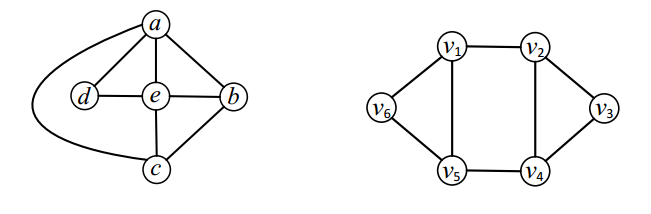 a
d e b
c
v₁ v₂
v₆ v₃
v₅ v₄